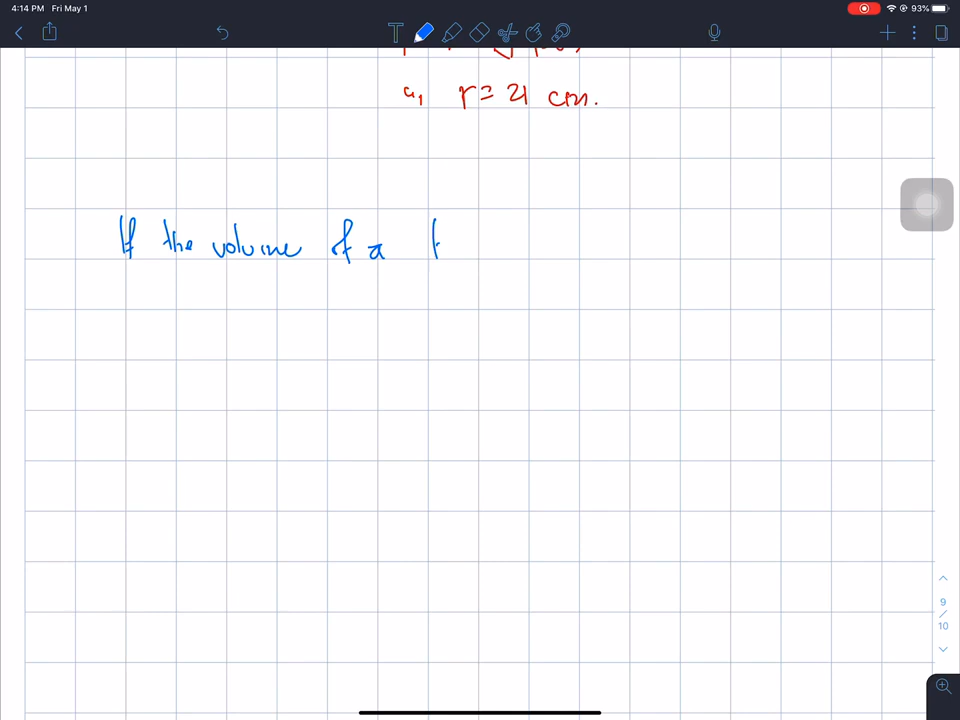 4:14 PM Fri May 1
93%
r = 21 cm.
If the volume of a
9
/
10